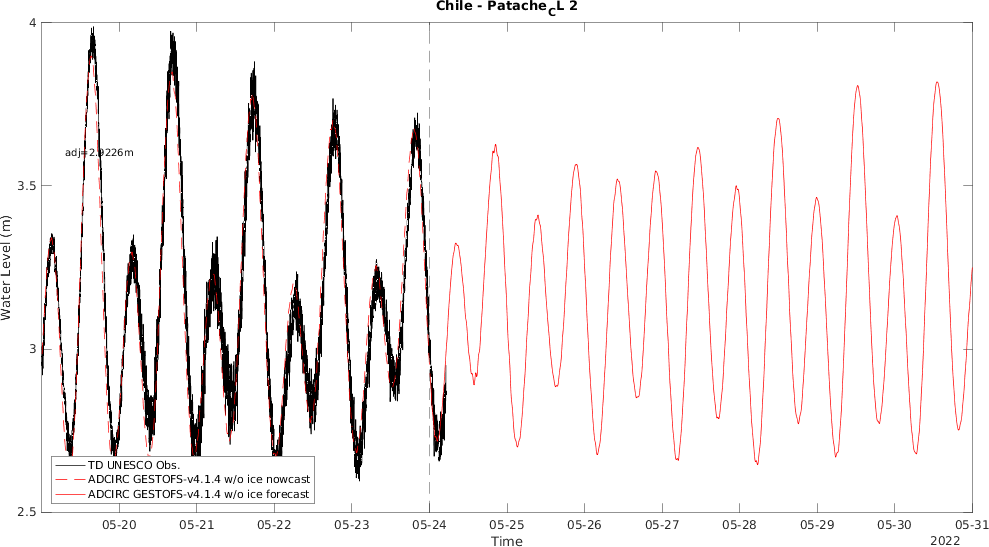 Chile - Patache_CL 2
4
3.5
3
2.5
Water Level (m)
adj=2.9226m
TD UNESCO Obs.
ADCIRC GESTOFS-v4.1.4 w/o ice nowcast
ADCIRC GESTOFS-v4.1.4 w/o ice forecast
05-20 05-21 05-22 05-23 05-24 05-25 05-26 05-27 05-28 05-29 05-30 05-31
Time
2022